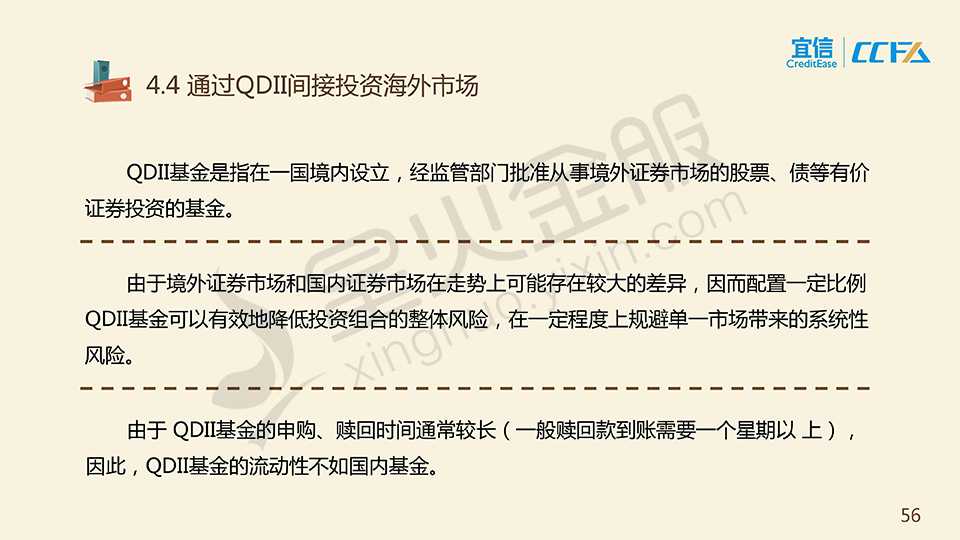 宜信
CreditEase
CCFA
4.4 通过QDII间接投资海外市场
QDII基金是指在一国境内设立，经监管部门批准从事境外证券市场的股票、债等有价
证券投资的基金。
由于境外证券市场和国内证券市场在走势上可能存在较大的差异，因而配置一定比例
QDII基金可以有效地降低投资组合的整体风险，在一定程度上规避单一市场带来的系统性
风险。
由于 QDII基金的申购、赎回时间通常较长（一般赎回款到账需要一个星期以 上），
因此，QDII基金的流动性不如国内基金。
星火金服
xinghuo.yixin.com
56